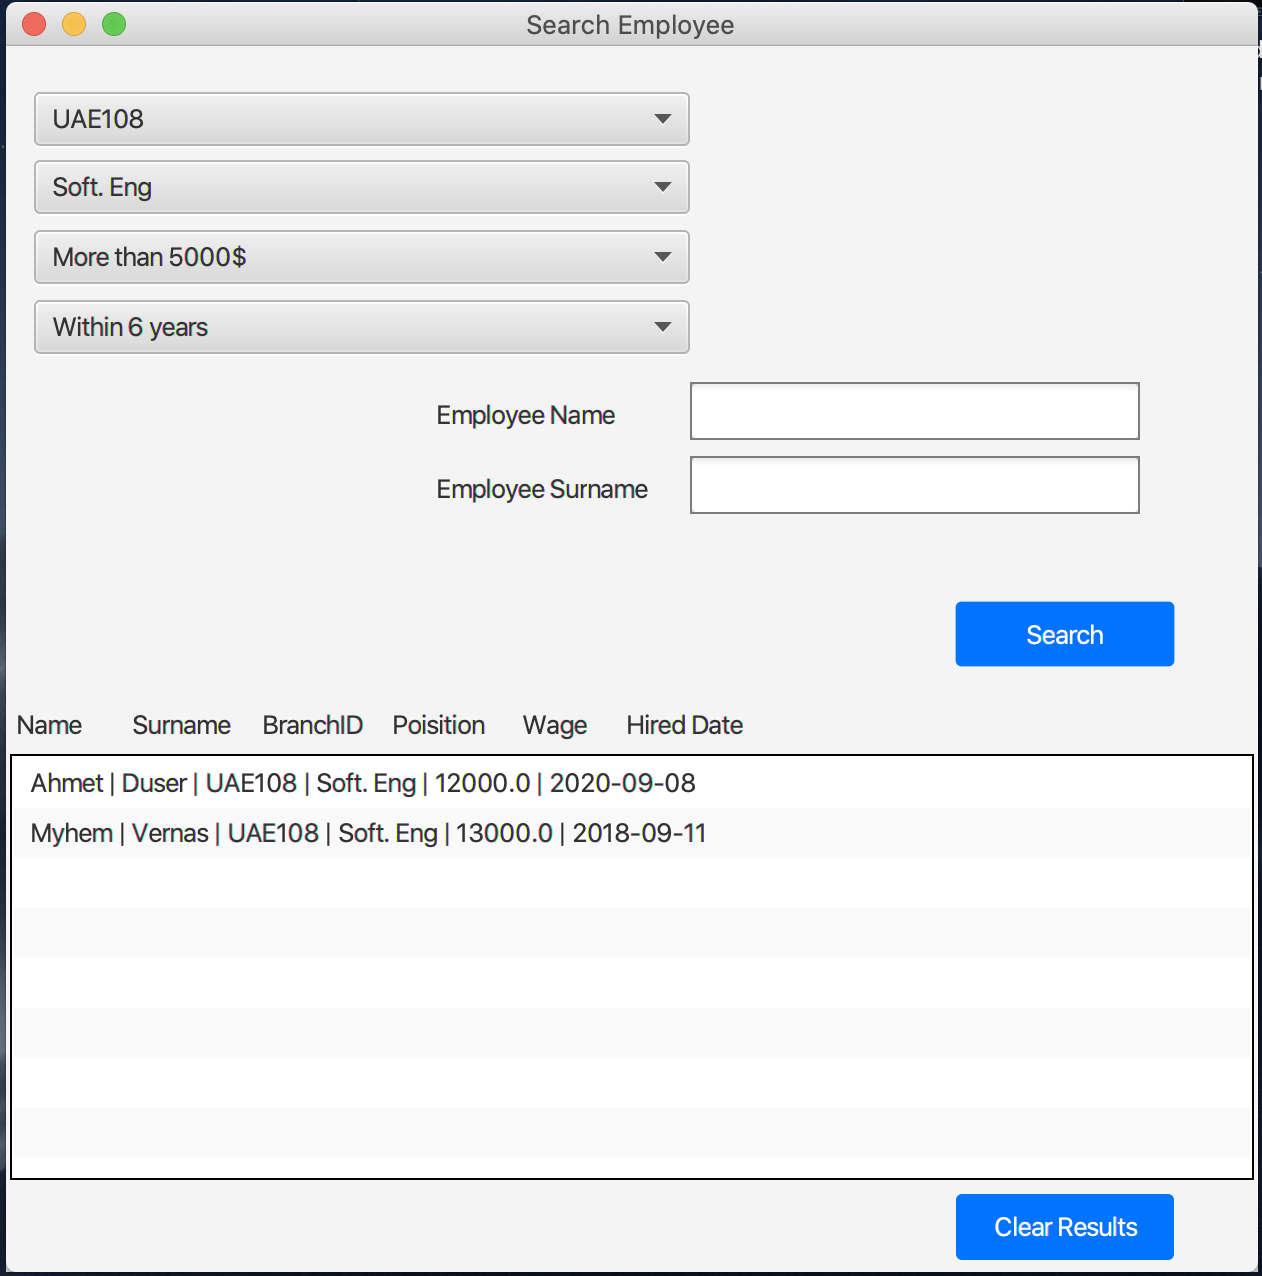 Search Employee
UAE108
Soft. Eng
More than 5000$
Within 6 years
Employee Name
Employee Surname
Search
Name Surname BranchID Poisition Wage Hired Date
Ahmet | Duser | UAE108 | Soft. Eng | 12000.0 | 2020-09-08
Myhem | Vernas | UAE108 | Soft. Eng | 13000.0 | 2018-09-11
Clear Results